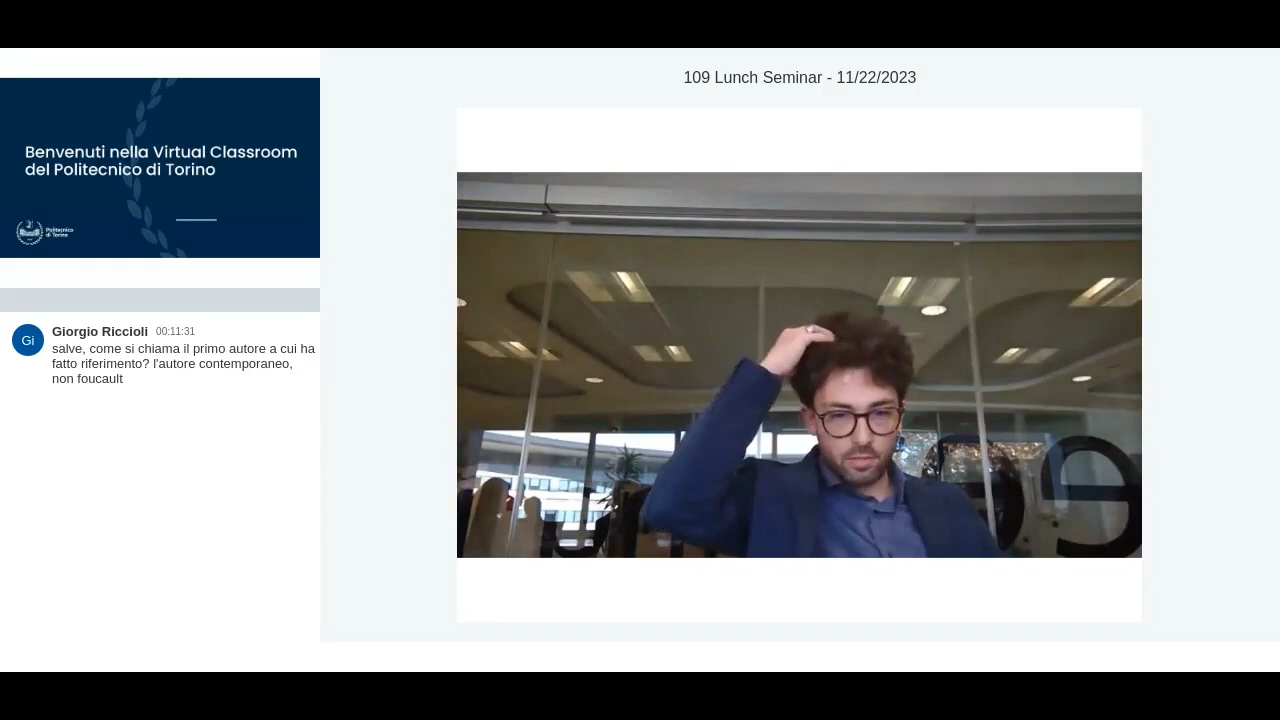 109 Lunch Seminar - 11/22/2023
Benvenuti nella Virtual Classroom
del Politecnico di Torino
Politecnico
di Torino
Gi
Giorgio Riccioli 00:11:31
salve, come si chiama il primo autore a cui ha
fatto riferimento? l'autore contemporaneo,
non foucault